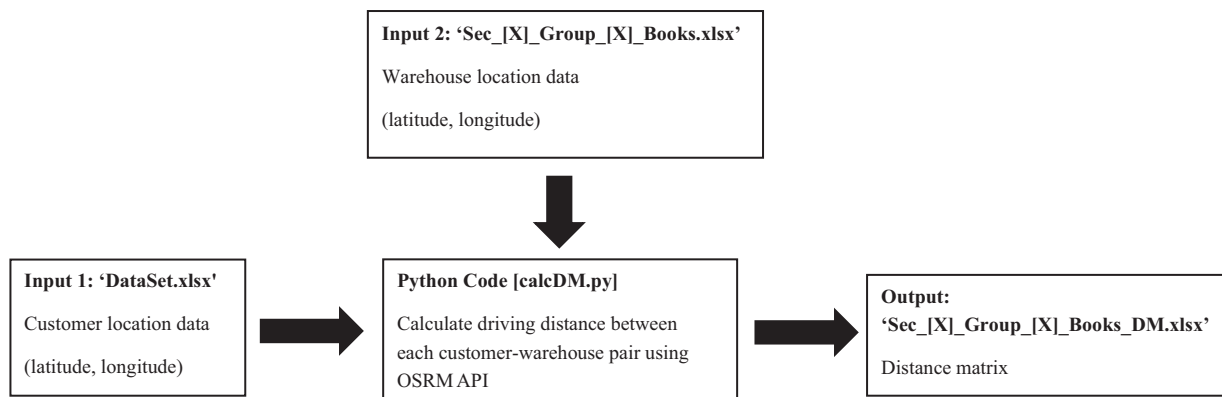 Input 2: ‘Sec_[X]_Group_[X]_Books.xlsx’
Warehouse location data
(latitude, longitude)
Input 1: ‘DataSet.xlsx'
Customer location data
(latitude, longitude)
Python Code [calcDM.py]
Calculate driving distance between
each customer-warehouse pair using
OSRM API
Output:
‘Sec_[X]_Group_[X]_Books_DM.xlsx’
Distance matrix